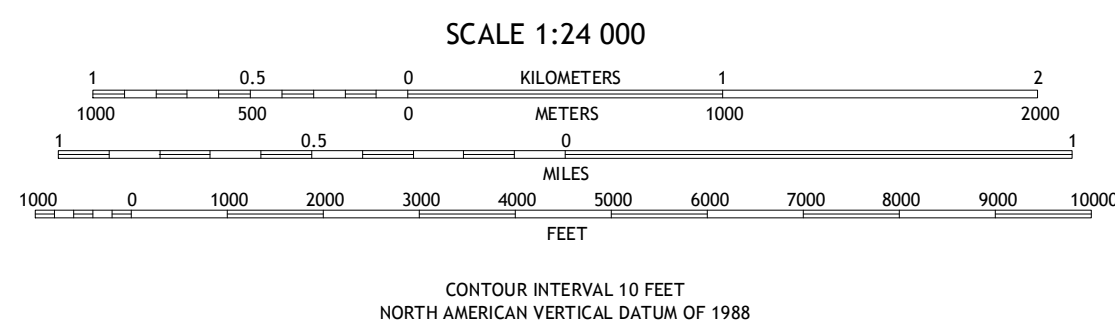 SCALE 1:24 000
1 0.5 0 KILOMETERS 1 2
1000 500 0 METERS 1000 2000
1 0.5 0 1
MILES
1000 0 1000 2000 3000 4000 5000 6000 7000 8000 9000 10000
FEET
CONTOUR INTERVAL 10 FEET
NORTH AMERICAN VERTICAL DATUM OF 1988